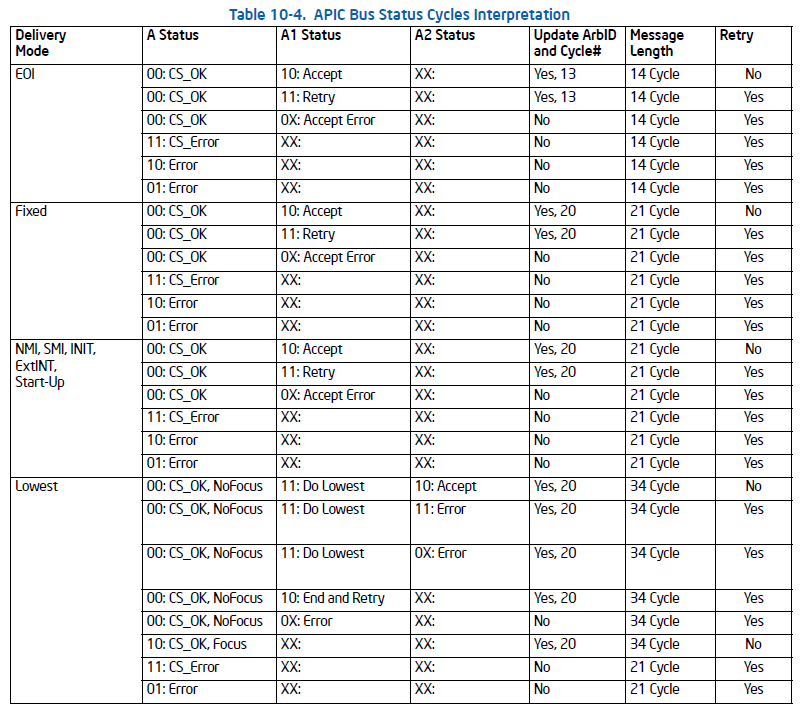 Table 10-4. APIC Bus Status Cycles Interpretation
Delivery Mode A Status A1 Status A2 Status Update ArbID and Cycle# Message Length Retry
EOI 00: CS_OK 10: Accept XX: Yes, 13 14 Cycle No
00: CS_OK 11: Retry XX: Yes, 13 14 Cycle Yes
00: CS_OK 0X: Accept Error XX: No 14 Cycle Yes
11: CS_Error XX: XX: No 14 Cycle Yes
10: Error XX: XX: No 14 Cycle Yes
01: Error XX: XX: No 14 Cycle Yes
Fixed 00: CS_OK 10: Accept XX: Yes, 20 21 Cycle No
00: CS_OK 11: Retry XX: Yes, 20 21 Cycle Yes
00: CS_OK 0X: Accept Error XX: No 21 Cycle Yes
11: CS_Error XX: XX: No 21 Cycle Yes
10: Error XX: XX: No 21 Cycle Yes
01: Error XX: XX: No 21 Cycle Yes
NMI, SMI, INIT, 00: CS_OK 10: Accept XX: Yes, 20 21 Cycle No
ExtINT, 00: CS_OK 11: Retry XX: Yes, 20 21 Cycle Yes
Start-Up 00: CS_OK 0X: Accept Error XX: No 21 Cycle Yes
11: CS_Error XX: XX: No 21 Cycle Yes
10: Error XX: XX: No 21 Cycle Yes
01: Error XX: XX: No 21 Cycle Yes
Lowest 00: CS_OK, NoFocus 11: Do Lowest 10: Accept Yes, 20 34 Cycle No
00: CS_OK, NoFocus 11: Do Lowest 11: Error Yes, 20 34 Cycle Yes
00: CS_OK, NoFocus 11: Do Lowest 0X: Error Yes, 20 34 Cycle Yes
00: CS_OK, NoFocus 10: End and Retry XX: Yes, 20 34 Cycle Yes
00: CS_OK, NoFocus 0X: Error XX: No 34 Cycle Yes
10: CS_OK, Focus XX: XX: Yes, 20 34 Cycle No
11: CS_Error XX: XX: No 21 Cycle Yes
01: Error XX: XX: No 21 Cycle Yes